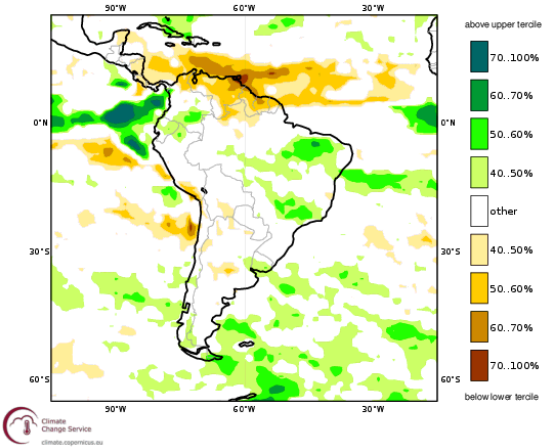 90°W 60°W 30°W
above upper tercile
70..100%
60..70%
50..60%
40..50%
other
40..50%
50..60%
60..70%
70..100%
below lower tercile
0°N 0°N
30°S 30°S
60°S 60°S
90°W 60°W 30°W
Climate
Change Service
climate.copernicus.eu